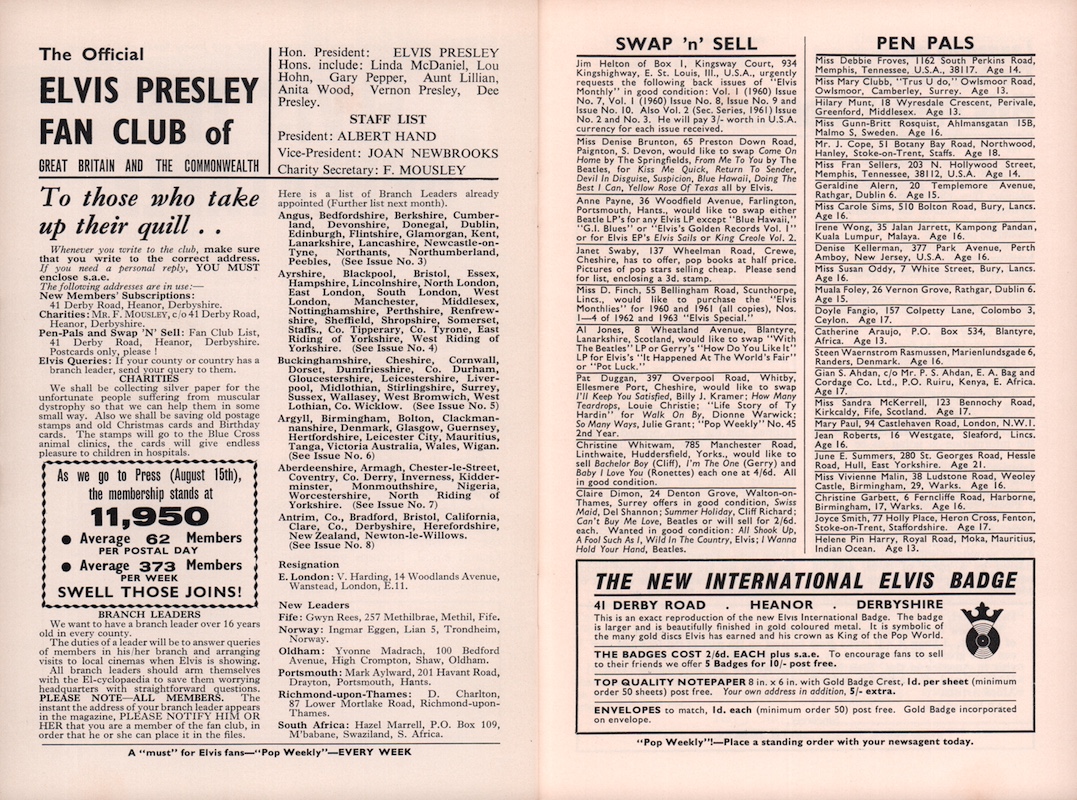 The Official
ELVIS PRESLEY
FAN CLUB of
GREAT BRITAIN AND THE COMMONWEALTH
Hon. President: ELVIS PRESLEY
Hons. include: Linda McDaniel, Lou
Hohn, Gary Pepper, Aunt Lillian,
Anita Wood, Vernon Presley, Dee
Presley.
STAFF LIST
President: ALBERT HAND
Vice-President: JOAN NEWBROOKS
Charity Secretary: F. MOUSLEY
To those who take
up their quill . .
Whenever you write to the club, make sure
that you write to the correct address.
If you need a personal reply, YOU MUST
enclose s.a.e.
The following addresses are in use:—
New Members' Subscriptions:
41 Derby Road, Heanor, Derbyshire.
Charities: MR. F. MOUSLEY, c/o 41 Derby Road,
Heanor, Derbyshire.
Pen-Pals and Swap 'N' Sell: Fan Club List,
41 Derby Road, Heanor, Derbyshire.
Postcards only, please !
Elvis Queries: If your county or country has a
branch leader, send your query to them.
CHARITIES
We shall be collecting silver paper for the
unfortunate people suffering from muscular
dystrophy so that we can help them in some
small way. Also we shall be saving old postage
stamps and old Christmas cards and Birthday
cards. The stamps will go to the Blue Cross
animal clinics, the cards will give endless
pleasure to children in hospitals.
As we go to Press (August 15th),
the membership stands at
11,950
● Average 62 Members
PER POSTAL DAY
● Average 373 Members
PER WEEK
SWELL THOSE JOINS!
BRANCH LEADERS
We want to have a branch leader over 16 years
old in every county.
The duties of a leader will be to answer queries
of members in his/her branch and arranging
visits to local cinemas when Elvis is showing.
All branch leaders should arm themselves
with the El-cyclopaedia to save them worrying
headquarters with straightforward questions.
PLEASE NOTE—ALL MEMBERS. The
instant the address of your branch leader appears
in the magazine, PLEASE NOTIFY HIM OR
HER that you are a member of the fan club, in
order that he or she can place it in the files.
Here is a list of Branch Leaders already
appointed (Further list next month).
Angus, Bedfordshire, Berkshire, Cumber-
land, Devonshire, Donegal, Dublin,
Edinburgh, Flintshire, Glamorgan, Kent,
Lanarkshire, Lancashire, Newcastle-on-
Tyne, Northants, Northumberland,
Peebles, (See Issue No. 3)
Ayrshire, Blackpool, Bristol, Essex,
Hampshire, Lincolnshire, North London,
East London, South London, West
London, Manchester, Middlesex,
Nottinghamshire, Perthshire, Renfrew-
shire, Sheffield, Shropshire, Somerset,
Staffs., Co. Tipperary, Co. Tyrone, East
Riding of Yorkshire, West Riding of
Yorkshire. (See Issue No. 4)
Buckinghamshire, Cheshire, Cornwall,
Dorset, Dumfriesshire, Co. Durham,
Gloucestershire, Leicestershire, Liver-
pool, Midlothian, Stirlingshire, Surrey,
Sussex, Wallasey, West Bromwich, West
Lothian, Co. Wicklow. (See Issue No. 5)
Argyll, Birmingham, Bolton, Clackman-
nanshire, Denmark, Glasgow, Guernsey,
Hertfordshire, Leicester City, Mauritius,
Tanga, Victoria Australia, Wales, Wigan.
(See Issue No. 6)
Aberdeenshire, Armagh, Chester-le-Street,
Coventry, Co. Derry, Inverness, Kidder-
minster, Monmouthshire, Nigeria,
Worcestershire, North Riding of
Yorkshire. (See Issue No. 7)
Antrim, Co., Bradford, Bristol, California,
Clare, Co., Derbyshire, Herefordshire,
New Zealand, Newton-le-Willows.
(See Issue No. 8)
Resignation
E. London: V. Harding, 14 Woodlands Avenue,
Wanstead, London, E.11.
New Leaders
Fife: Gwyn Rees, 257 Methilbrae, Methil, Fife.
Norway: Ingmar Eggen, Lian 5, Trondheim,
Norway.
Oldham: Yvonne Madrach, 100 Bedford
Avenue, High Crompton, Shaw, Oldham.
Portsmouth: Mark Aylward, 201 Havant Road,
Drayton, Hants.
Richmond-upon-Thames: D. Charlton,
87 Lower Mortlake Road, Richmond-upon-
Thames.
South Africa: Hazel Marrell, P.O. Box 109,
M'babane, Swaziland, S. Africa.
A "must" for Elvis fans—"Pop Weekly"—EVERY WEEK
SWAP 'n' SELL
Jim Helton of Box 1, Kingsway Court, 934
Kingshighway, E. St. Louis, Ill., U.S.A., urgently
requests the following back issues of "Elvis
Monthly" in good condition: Vol. 1 (1960) Issue
No. 7, Vol. 1 (1960) Issue No. 8, Issue No. 9 and
Issue No. 10. Also Vol. 2 (Sec. Series, 1961) Issue
No. 2 and No. 3. He will pay 3/- worth in U.S.A.
currency for each issue received.
Miss Denise Brunton, 65 Preston Down Road,
Paignton, S. Devon, would like to swap Come On
Home by The Springfields, From Me To You by The
Beatles, for Kiss Me Quick, Return To Sender,
Devil In Disguise, Suspicion, Blue Hawaii, Doing The
Best I Can, Yellow Rose Of Texas all by Elvis.
Anne Payne, 36 Woodfield Avenue, Farlington,
Portsmouth, Hants., would like to swap either
Beatle LP's for any Elvis LP except "Blue Hawaii,"
"G.I. Blues" or "Elvis's Golden Records Vol. 1"
or for Elvis EP's Elvis Sails or King Creole Vol. 2.
Janet Swaby, 137 Wheelman Road, Crewe,
Cheshire, has to offer, pop books at half price.
Pictures of pop stars selling cheap. Please send
for list, enclosing a 3d. stamp.
Miss D. Finch, 55 Bellingham Road, Scunthorpe,
Lincs., would like to purchase the "Elvis
Monthlies" for 1960 and 1961 (all copies), Nos.
1—4 of 1962 and 1963 "Elvis Special."
Al Jones, 8 Wheatland Avenue, Blantyre,
Lanarkshire, Scotland, would like to swap "With
The Beatles" LP or Gerry's "How Do You Like It"
LP for Elvis's "It Happened At The World's Fair"
or "Pot Luck."
Pat Duggan, 397 Overpool Road, Whitby,
Ellesmere Port, Cheshire, would like to swap
I'll Keep You Satisfied, Billy J. Kramer; How Many
Teardrops, Louie Christie; "Life Story of Ty
Hardin" for Walk On By, Dionne Warwick;
So Many Ways, Julie Grant; "Pop Weekly" No. 45
2nd Year.
Christine Whitwam, 785 Manchester Road,
Linthwaite, Huddersfield, Yorks., would like to
sell Bachelor Boy (Cliff), I'm The One (Gerry) and
Baby I Love You (Ronettes) each one at 4/6d. All
in good condition.
Claire Dimon, 24 Denton Grove, Walton-on-
Thames, Surrey offers in good condition, Swiss
Maid, Del Shannon; Summer Holiday, Cliff Richard;
Can't Buy Me Love, Beatles or will sell for 2/6d.
each. Wanted in good condition: All Shook Up,
A Fool Such As I, Wild In The Country, Elvis; I Wanna
Hold Your Hand, Beatles.
PEN PALS
Miss Debbie Froves, 1162 South Perkins Road,
Memphis, Tennessee, U.S.A., 38117. Age 14.
Miss Mary Clubb, "Trus U do," Owlsmoor Road,
Owlsmoor, Camberley, Surrey. Age 13.
Hilary Munt, 18 Wyresdale Crescent, Perivale,
Greenford, Middlesex. Age 13.
Miss Gunn-Britt Rosquist, Ahlmansgatan 15B,
Malmo S, Sweden. Age 16.
Mr. J. Cope, 51 Botany Bay Road, Northwood,
Hanley, Stoke-on-Trent, Staffs. Age 18.
Miss Fran Sellers, 203 N. Hollywood Street,
Memphis, Tennessee, 38112, U.S.A. Age 14.
Geraldine Alern, 20 Templemore Avenue,
Rathgar, Dublin 6. Age 15.
Miss Carole Sims, 510 Bolton Road, Bury, Lancs.
Age 16.
Irene Wong, 35 Jalan Jarrett, Kampong Pandan,
Kuala Lumpur, Malaya. Age 16.
Denise Kellerman, 377 Park Avenue, Perth
Amboy, New Jersey, U.S.A. Age 16.
Miss Susan Oddy, 7 White Street, Bury, Lancs.
Age 16.
Muala Foley, 26 Vernon Grove, Rathgar, Dublin 6.
Age 15.
Doyle Fangio, 157 Colpetty Lane, Colombo 3,
Ceylon. Age 17.
Catherine Araujo, P.O. Box 534, Blantyre,
Africa. Age 13.
Steen Waernstrom Rasmussen, Marienlundsgade 6,
Randers, Denmark. Age 16.
Gian S. Ahdan, c/o Mr. P. S. Ahdan, E. A. Bag and
Cordage Co. Ltd., P.O. Ruiru, Kenya, E. Africa.
Age 17.
Miss Sandra McKerrell, 123 Bennochy Road,
Kirkcaldy, Fife, Scotland. Age 17.
Mary Paul, 94 Castlehaven Road, London, N.W.1.
Jean Roberts, 16 Westgate, Sleaford, Lincs.
Age 16.
June E. Summers, 280 St. Georges Road, Hessle
Road, Hull, East Yorkshire. Age 21.
Miss Vivienne Malin, 38 Ludstone Road, Weoley
Castle, Birmingham, 29, Warks. Age 16.
Christine Garbett, 6 Ferncliffe Road, Harborne,
Birmingham, 17, Warks. Age 16.
Joyce Smith, 77 Holly Place, Heron Cross, Fenton,
Stoke-on-Trent, Staffordshire. Age 17.
Helene Pin Harry, Royal Road, Moka, Mauritius,
Indian Ocean. Age 13.
THE NEW INTERNATIONAL ELVIS BADGE
41 DERBY ROAD . HEANOR . DERBYSHIRE
This is an exact reproduction of the new Elvis International Badge. The badge
is larger and is beautifully finished in gold coloured metal. It is symbolic of
the many gold discs Elvis has earned and his crown as King of the Pop World.
THE BADGES COST 2/6d. EACH plus s.a.e. To encourage fans to sell
to their friends we offer 5 Badges for 10/- post free.
TOP QUALITY NOTEPAPER 8 in. x 6 in. with Gold Badge Crest, 1d. per sheet (minimum
order 50 sheets) post free. Your own address in addition, 5/- extra.
ENVELOPES to match, 1d. each (minimum order 50) post free. Gold Badge incorporated
on envelope.
"Pop Weekly"!—Place a standing order with your newsagent today.